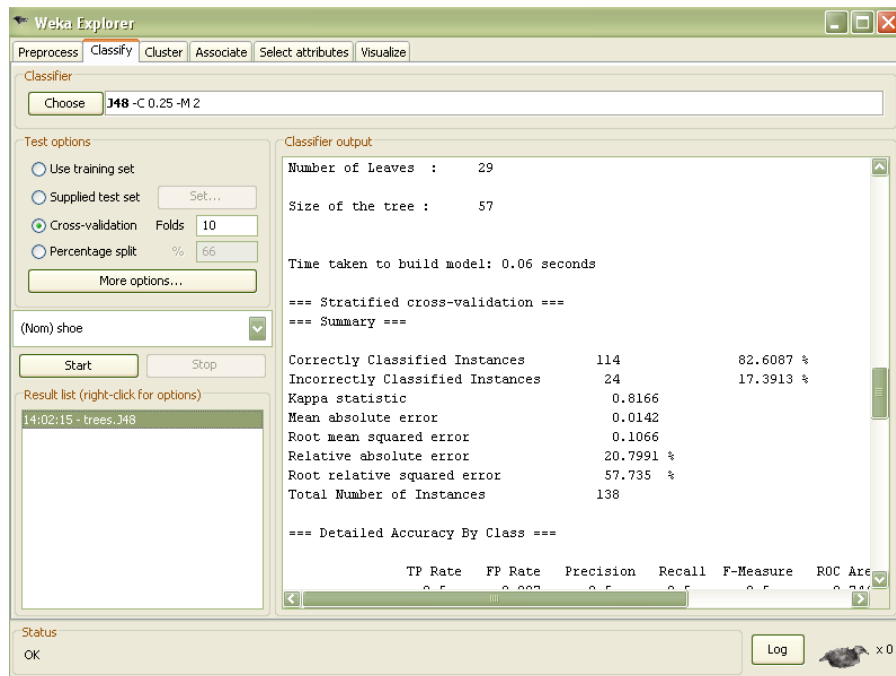 Weka Explorer
Preprocess Classify Cluster Associate Select attributes Visualize
Classifier
Choose J48 -C 0.25 -M 2
Test options
Use training set
Supplied test set Set...
Cross-validation Folds 10
Percentage split % 66
More options...
(Nom) shoe
Start Stop
Result list (right-click for options)
14:02:15 - trees.J48
Classifier output
Number of Leaves : 29
Size of the tree : 57
Time taken to build model: 0.06 seconds
=== Stratified cross-validation ===
=== Summary ===
Correctly Classified Instances 114 82.6087 %
Incorrectly Classified Instances 24 17.3913 %
Kappa statistic 0.8166
Mean absolute error 0.0142
Root mean squared error 0.1066
Relative absolute error 20.7991 %
Root relative squared error 57.735 %
Total Number of Instances 138
=== Detailed Accuracy By Class ===
TP Rate FP Rate Precision Recall F-Measure ROC Are
Status
OK
Log
x 0